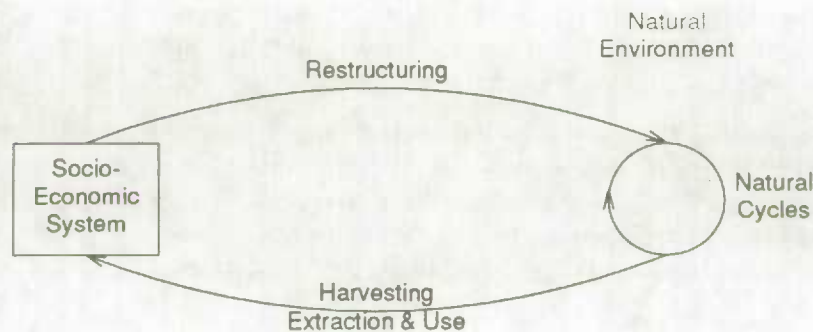 Natural
Environment
Restructuring
Socio-
Economic
System
Natural
Cycles
Harvesting
Extraction & Use